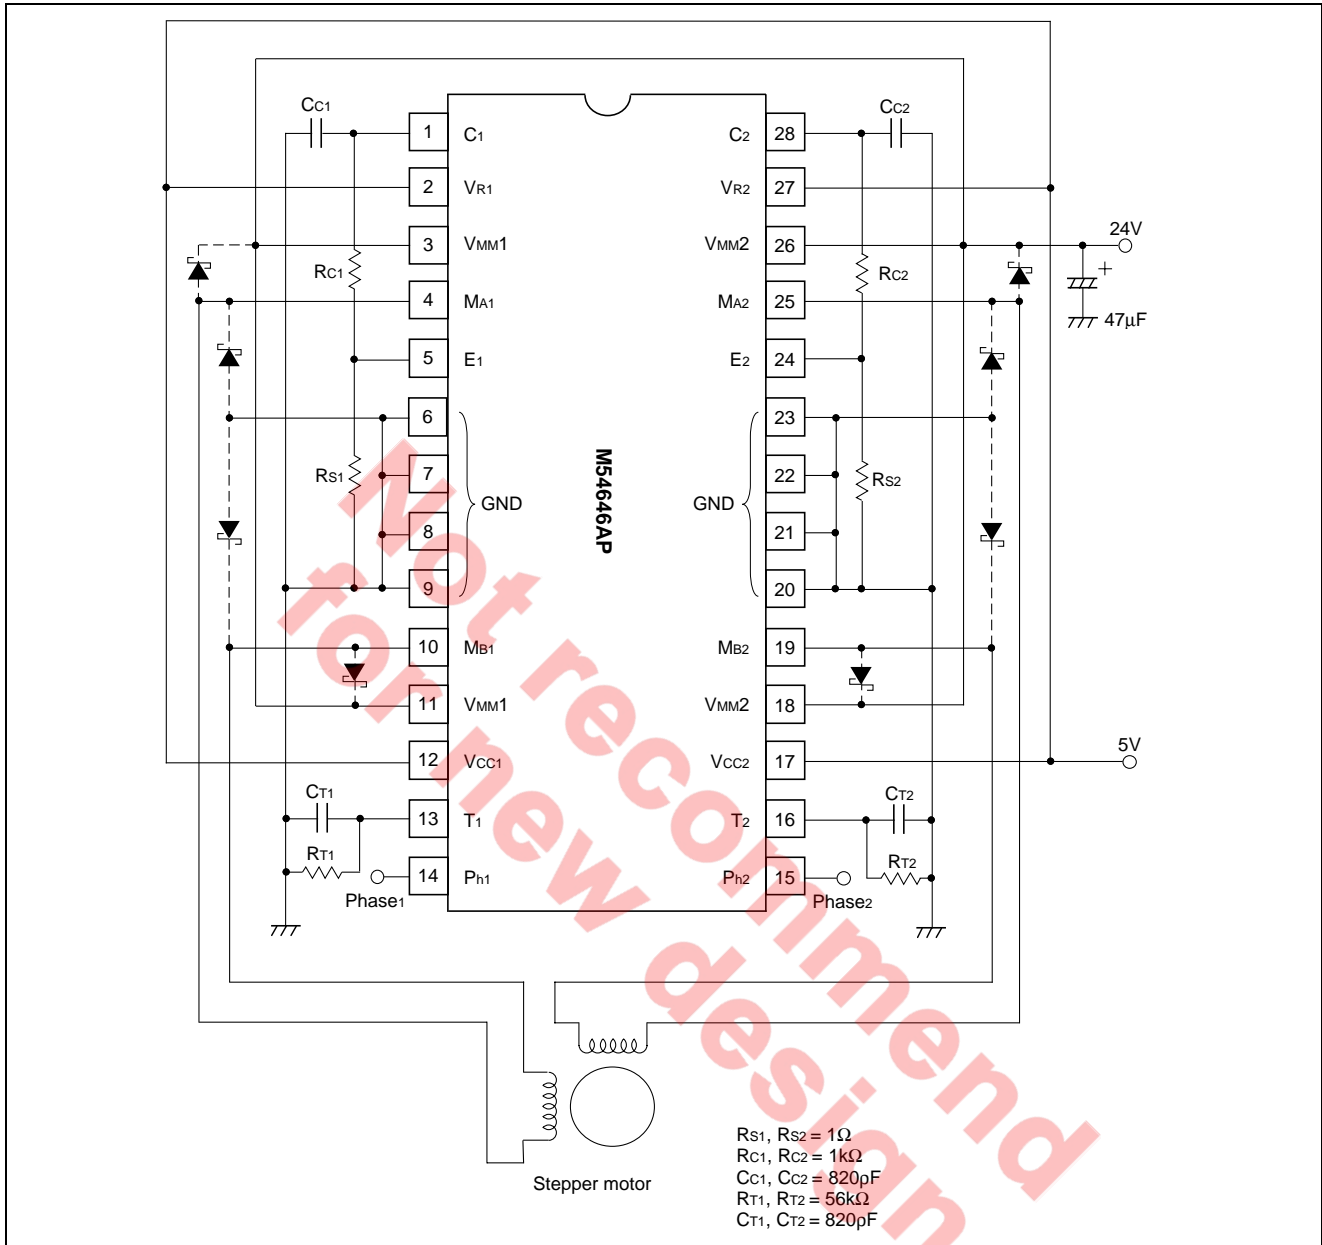 CC1
CC2
1 C1 C2 28
2 VR1 VR2 27
3 VMM1 VMM2 26
24V
RC1
RC2
+
4 MA1 MA2 25
47µF
5 E1 E2 24
6 23
7 22
RS1
RS2
GND
GND
M54646AP
8 21
9 20
10 MB1 MB2 19
11 VMM1 VMM2 18
5V
12 VCC1 VCC2 17
CT1
CT2
13 T1 T2 16
RT1
RT2
14 Ph1 Ph2 15
Phase1
Phase2
Stepper motor
RS1, RS2 = 1Ω
RC1, RC2 = 1kΩ
CC1, CC2 = 820pF
RT1, RT2 = 56kΩ
CT1, CT2 = 820pF
Not recommend
for new design